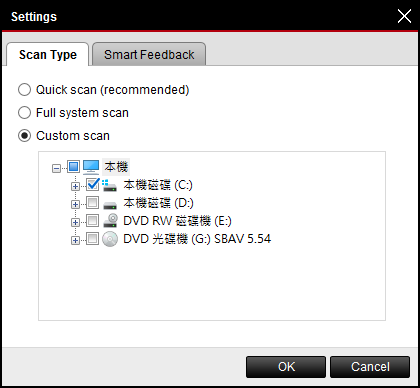 Settings
Scan Type
Smart Feedback
Quick scan (recommended)
Full system scan
Custom scan
本機
本機磁碟 (C:)
本機磁碟 (D:)
DVD RW 磁碟機 (E:)
DVD 光碟機 (G:) SBAV 5.54
OK
Cancel